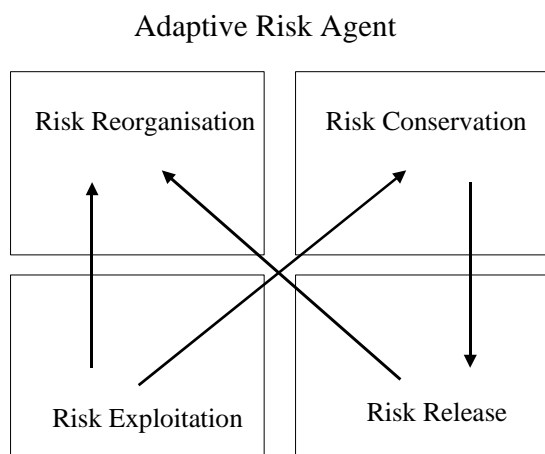 Adaptive Risk Agent
Risk Reorganisation
Risk Conservation
Risk Exploitation
Risk Release